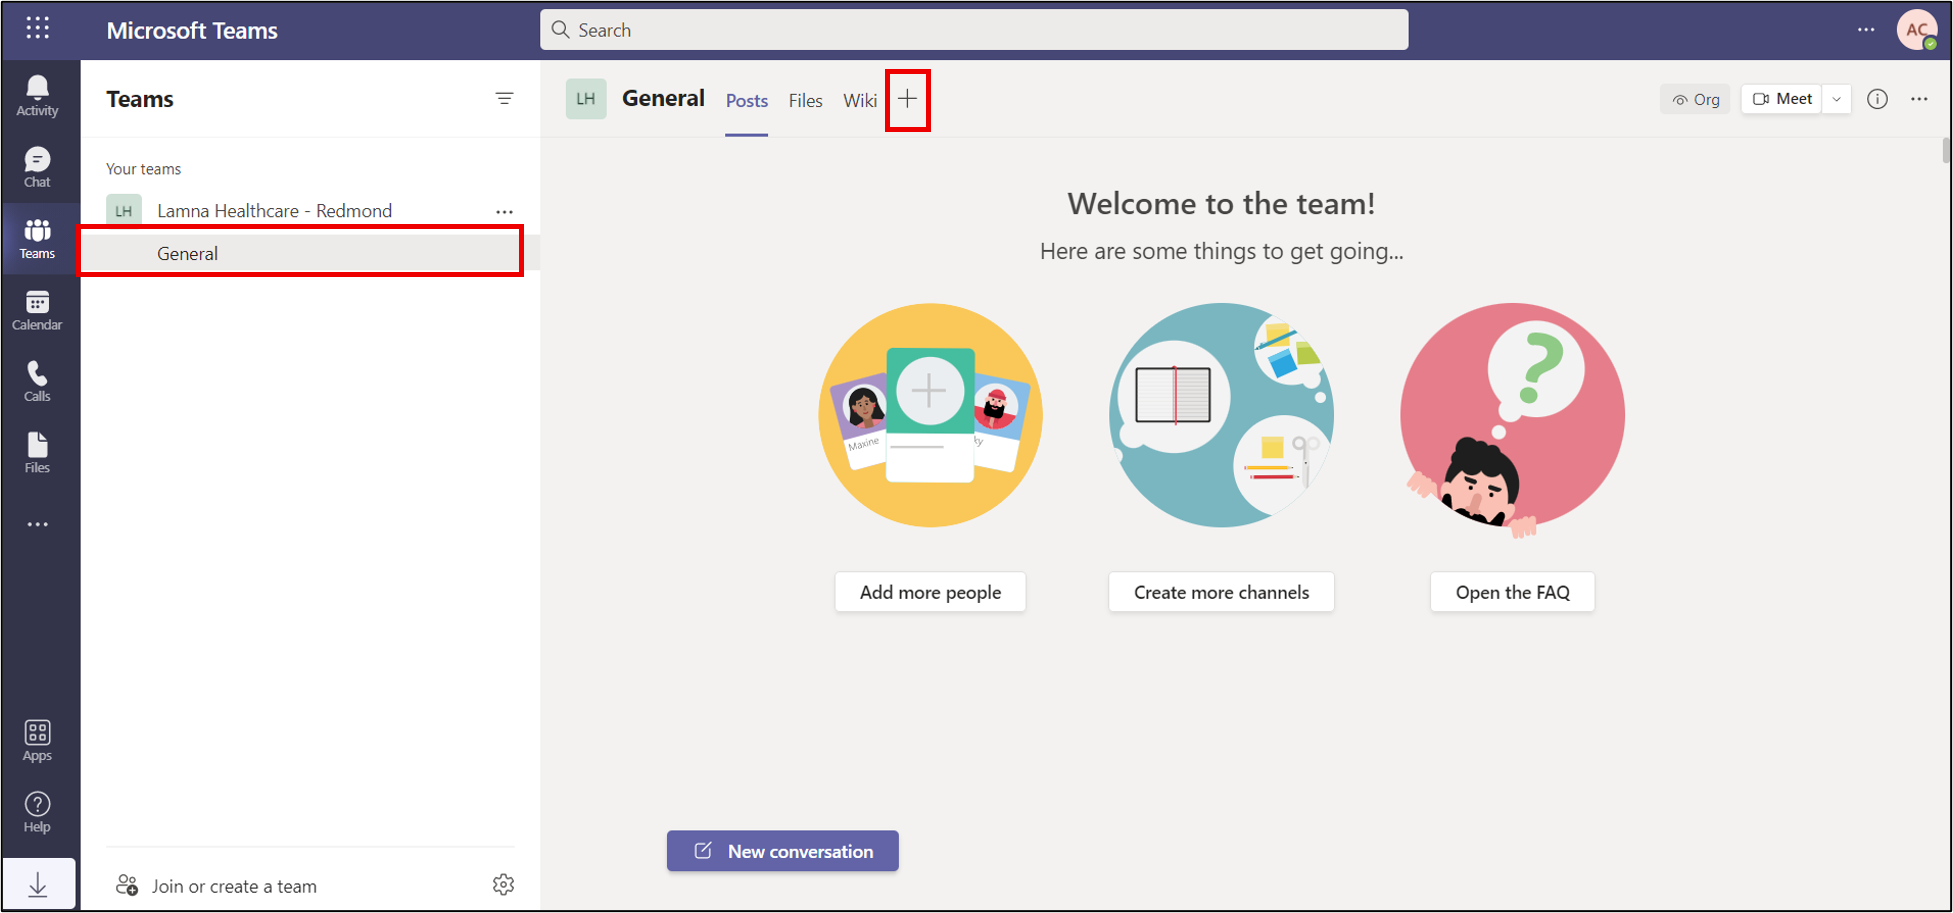 Microsoft Teams
Search
AC
Activity
Chat
Teams
Calendar
Calls
Files
Apps
Help
Teams
Your teams
LH Lamna Healthcare - Redmond
General
Join or create a team
LH General Posts Files Wiki
Org Meet
Welcome to the team!
Here are some things to get going...
Maxine
ky
Add more people
Create more channels
Open the FAQ
New conversation